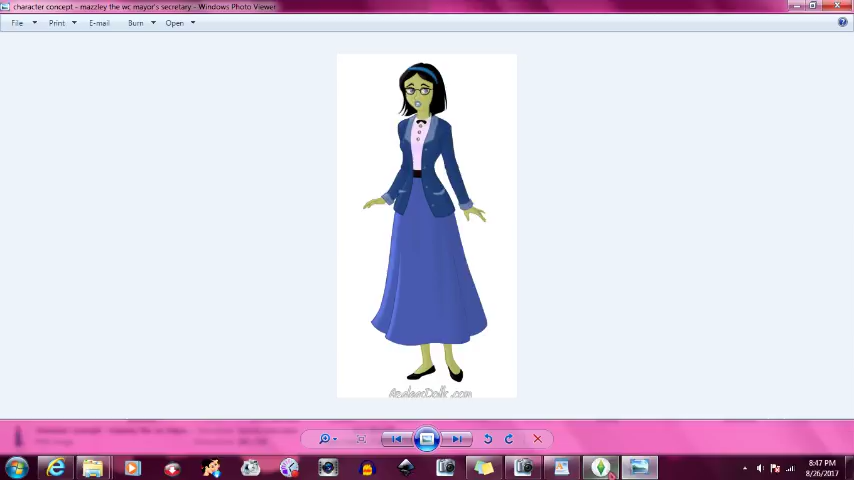 character concept - mazzley the wc mayor's secretary - Windows Photo Viewer
File Print E-mail Burn Open
AzaleasDolls.com
8:47 PM
8/26/2017